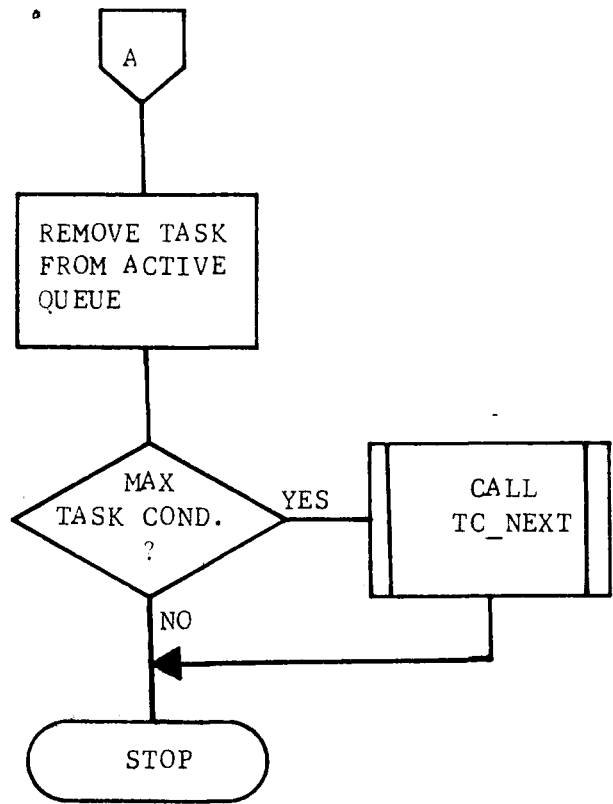 A
REMOVE TASK
FROM ACTIVE
QUEUE
MAX
TASK COND.
?
YES
CALL
TC_NEXT
NO
STOP